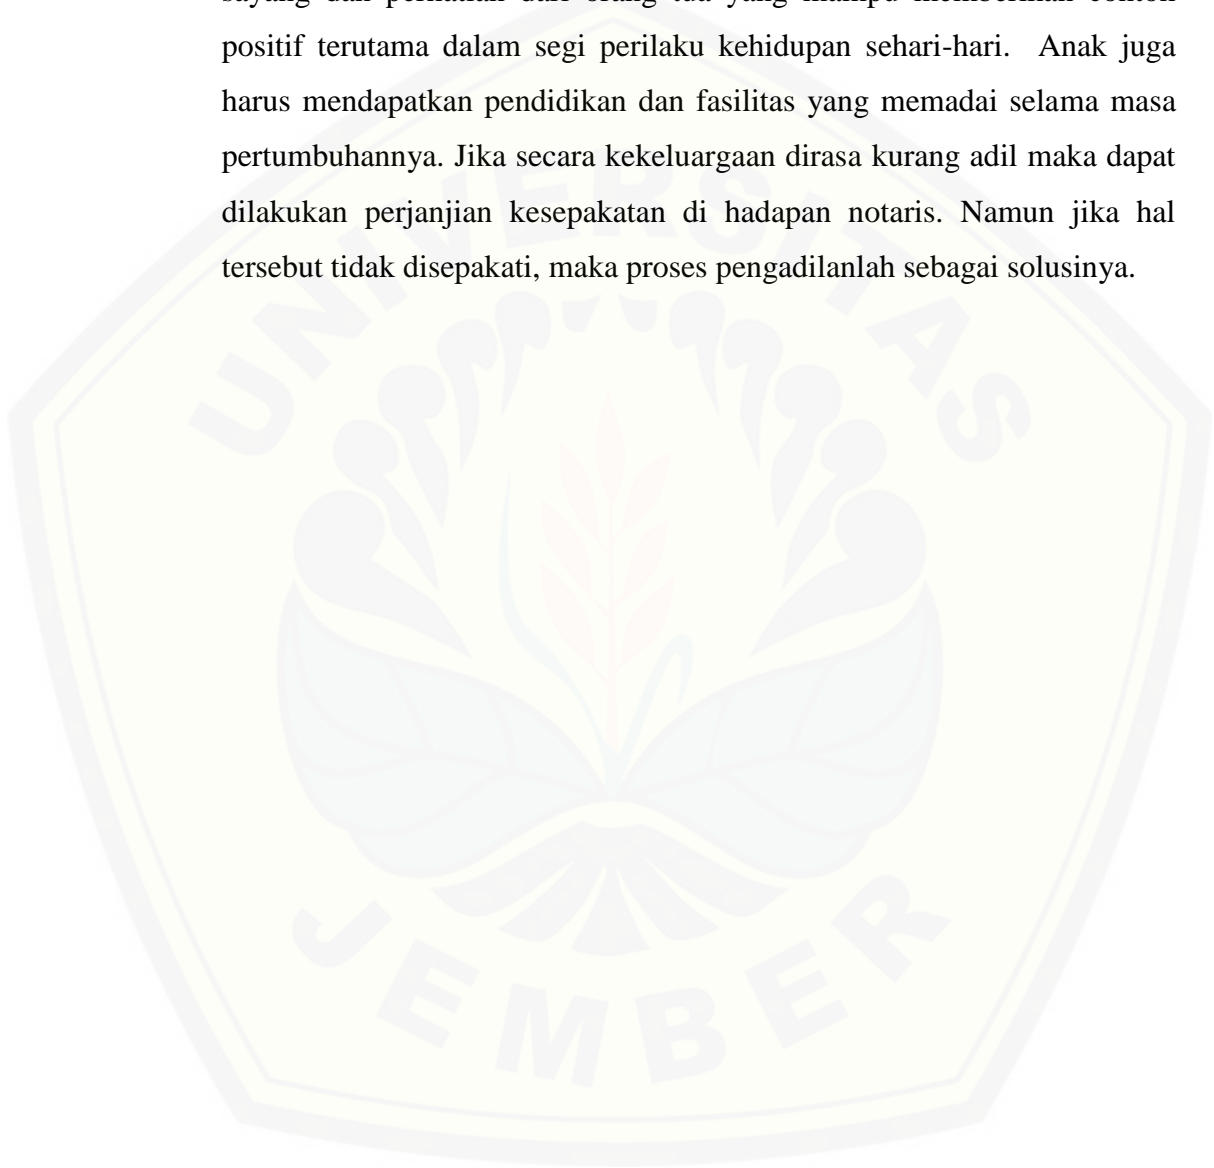 positif terutama dalam segi perilaku kehidupan sehari-hari. Anak juga
harus mendapatkan pendidikan dan fasilitas yang memadai selama masa
pertumbuhannya. Jika secara kekeluargaan dirasa kurang adil maka dapat
dilakukan perjanjian kesepakatan di hadapan notaris. Namun jika hal
tersebut tidak disepakati, maka proses pengadilanlah sebagai solusinya.
UNIVERSITAS
JEMBER